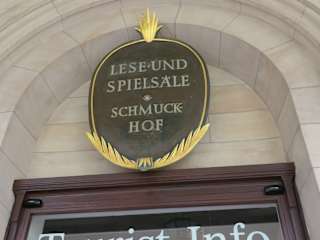 LESE-UND
SPIELSÄLE
SCHMUCK
HOF
Tourist Info